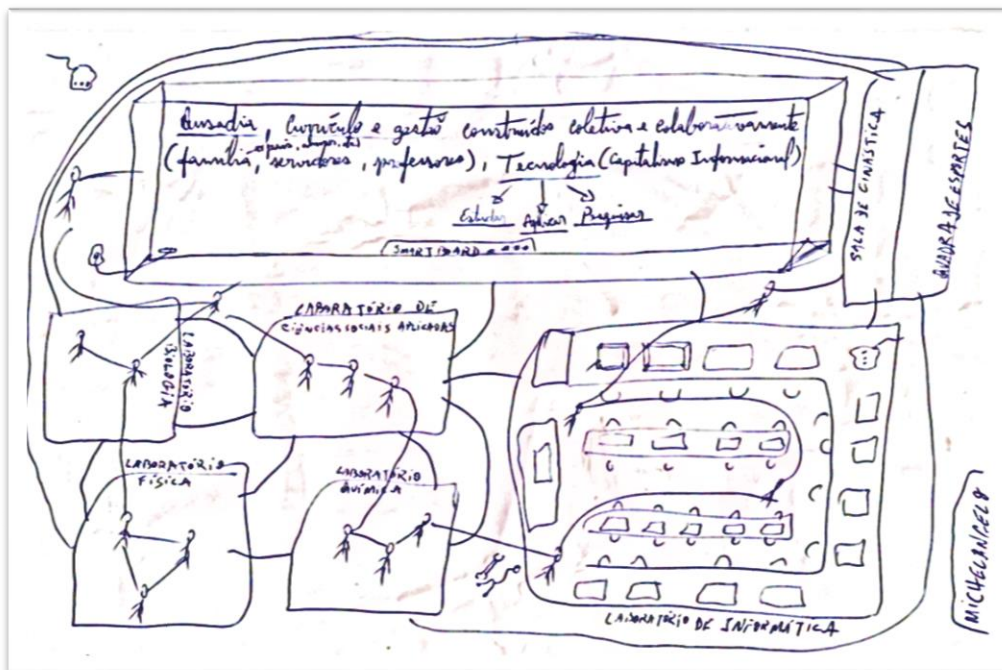 Ousadia, Currículo e gestão construídos coletiva e colaborativamente
(família, servidores, professores), Tecnologia (Capitalismo Informacional)
Estudar Aplicar Pesquisar
SMARTBOARD
SALA DE GINÁSTICA
QUADRA DE ESPORTES
LABORATÓRIO
BIOLOGIA
LABARATÓRIO DE
CIÊNCIAS SOCIAIS APLICADAS
LABORATÓRIO
FÍSICA
LABORATÓRIO
QUÍMICA
LABORATÓRIO DE INFORMÁTICA
MICHELANGELO